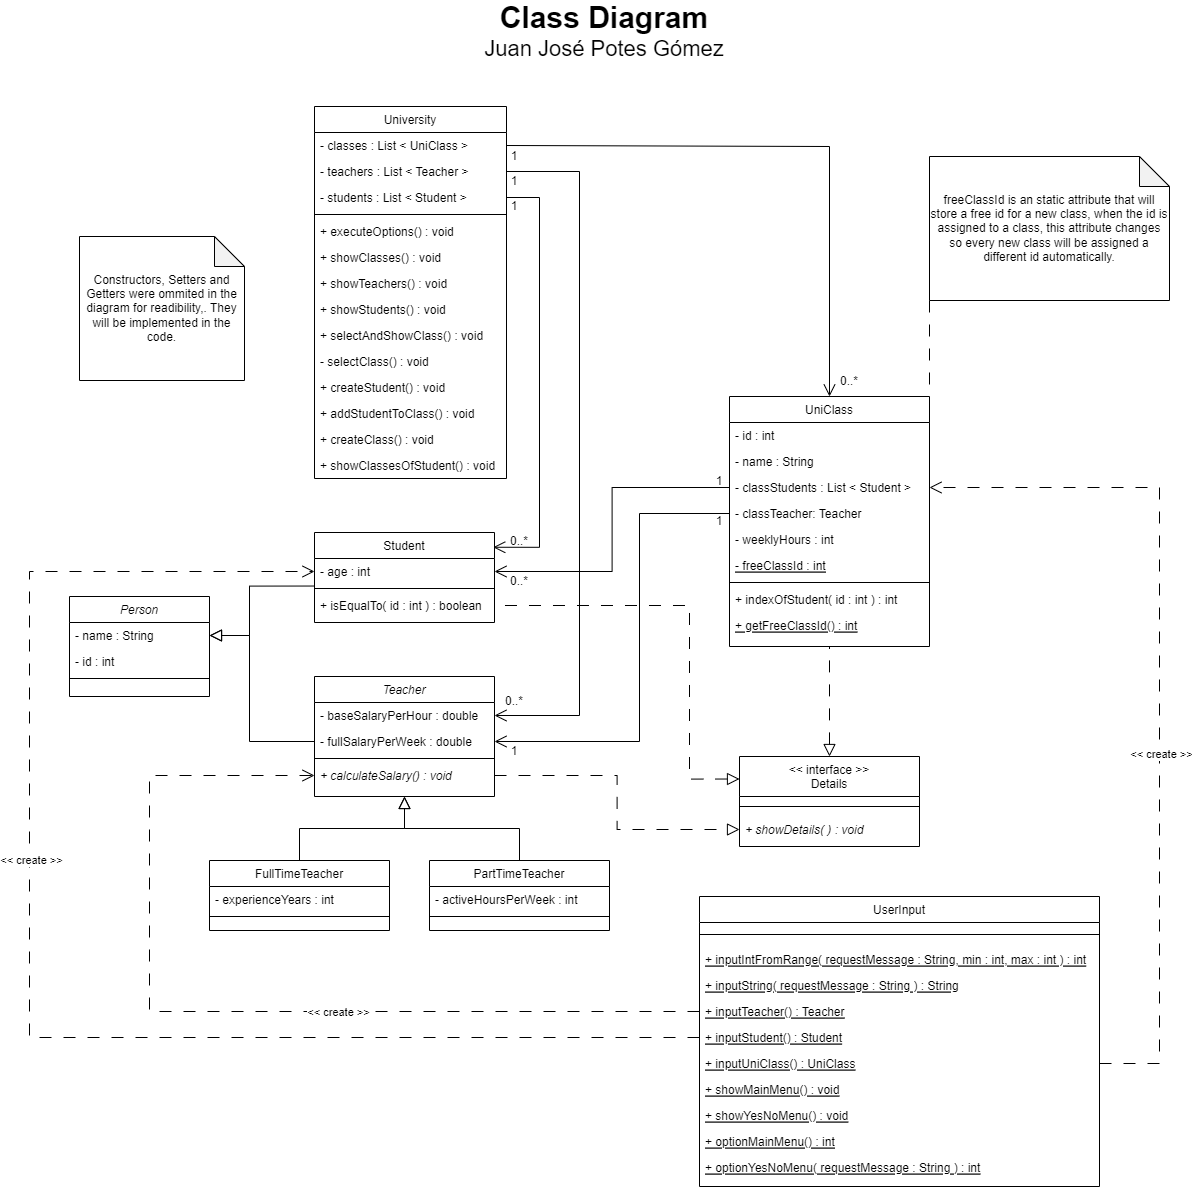 Class Diagram
Juan José Potes Gómez
University
- classes : List < UniClass >
- teachers : List < Teacher >
- students : List < Student >
+ executeOptions() : void
+ showClasses() : void
+ showTeachers() : void
+ showStudents() : void
+ selectAndShowClass() : void
- selectClass() : void
+ createStudent() : void
+ addStudentToClass() : void
+ createClass() : void
+ showClassesOfStudent() : void
1
1
1
freeClassId is an static attribute that will
store a free id for a new class, when the id is
assigned to a class, this attribute changes
so every new class will be assigned a
different id automatically.
Constructors, Setters and
Getters were ommited in the
diagram for readibility,. They
will be implemented in the
code.
0..*
UniClass
- id : int
- name : String
- classStudents : List < Student >
- classTeacher: Teacher
- weeklyHours : int
- freeClassId : int
+ indexOfStudent( id : int ) : int
+ getFreeClassId() : int
1
1
Student
- age : int
+ isEqualTo( id : int ) : boolean
0..*
0..*
Person
- name : String
- id : int
Teacher
- baseSalaryPerHour : double
- fullSalaryPerWeek : double
+ calculateSalary() : void
0..*
1
<< interface >>
Details
+ showDetails( ) : void
<< create >>
<< create >>
FullTimeTeacher
- experienceYears : int
PartTimeTeacher
- activeHoursPerWeek : int
UserInput
+ inputIntFromRange( requestMessage : String, min : int, max : int ) : int
+ inputString( requestMessage : String ) : String
+ inputTeacher() : Teacher
+ inputStudent() : Student
+ inputUniClass() : UniClass
+ showMainMenu() : void
+ showYesNoMenu() : void
+ optionMainMenu() : int
+ optionYesNoMenu( requestMessage : String ) : int
<< create >>